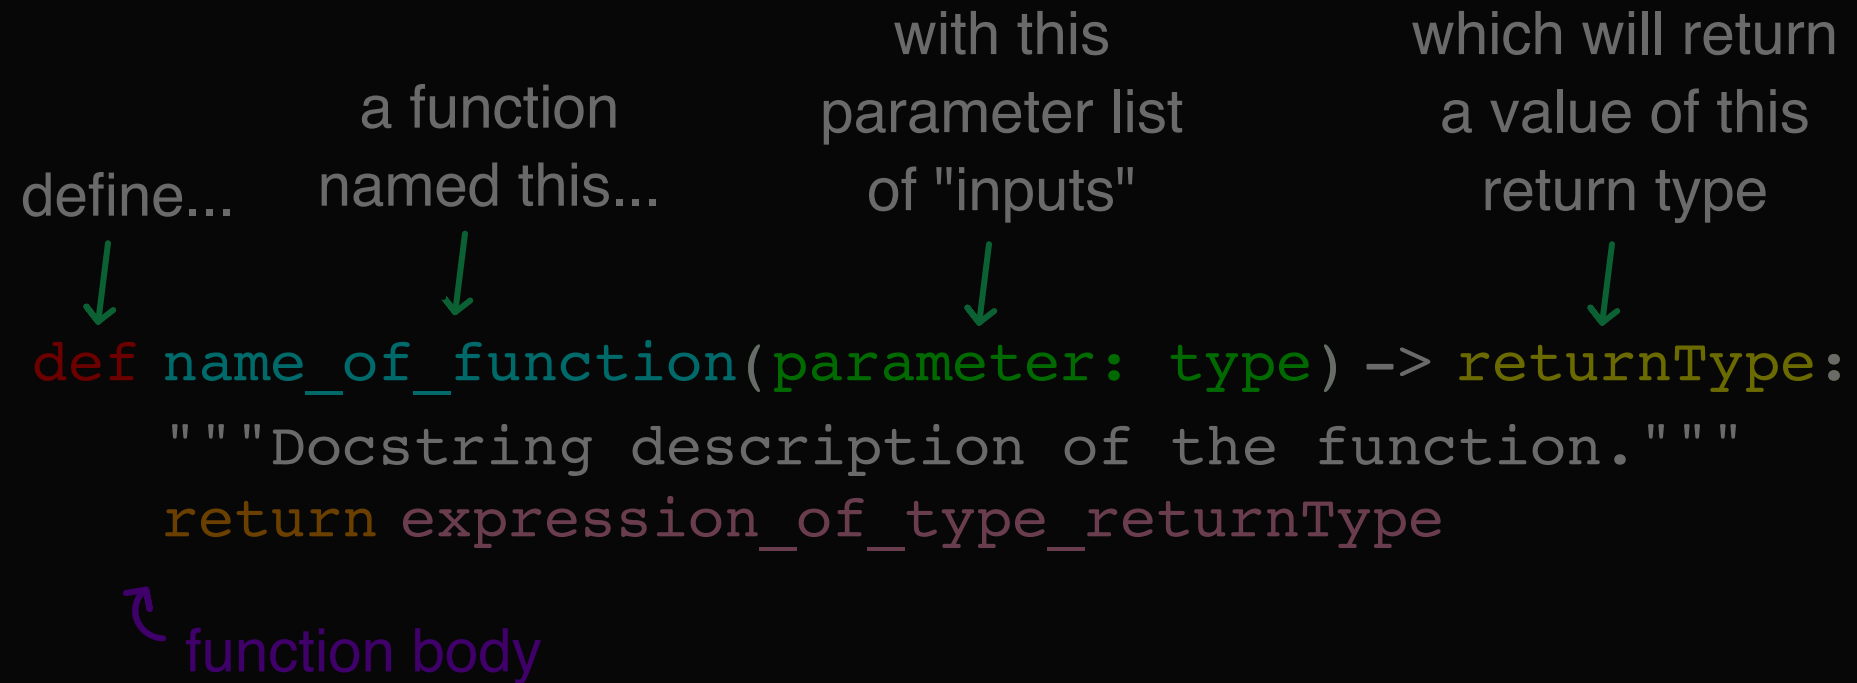 define...
a function
named this...
with this
parameter list
of "inputs"
which will return
a value of this
return type
def name_of_function(parameter: type) -> returnType:
"""Docstring description of the function."""
return expression_of_type_returnType
function body